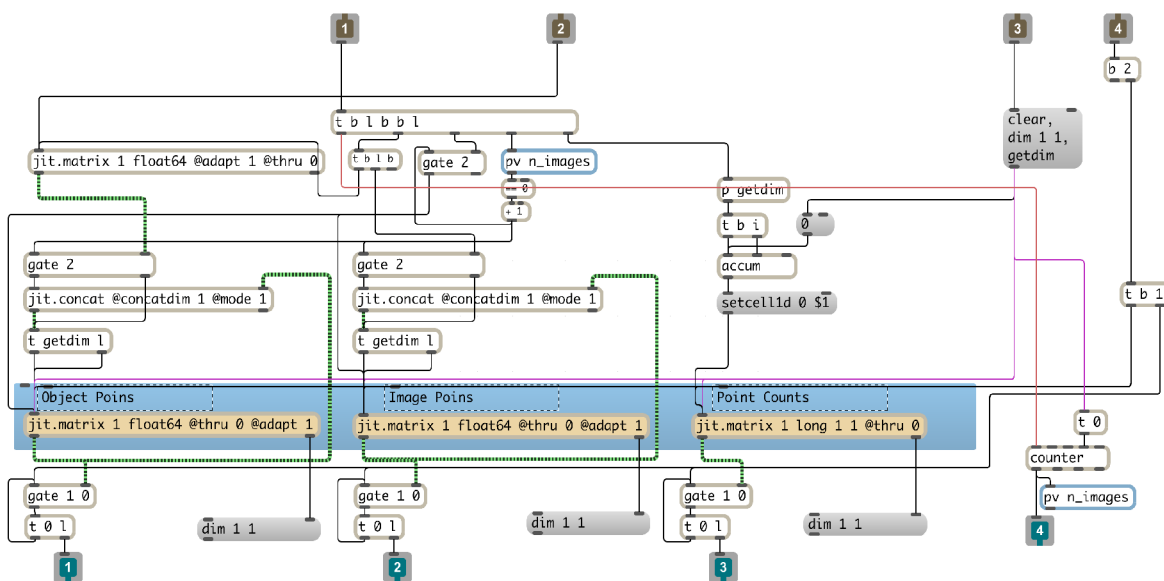 1
2
3
4
b 2
clear,
dim 1 1,
getdim
t b l b b l
jit.matrix 1 float64 @adapt 1 @thru 0
t b l b
gate 2
pv n_images
== 0
+ 1
p getdim
t b i
0
gate 2
gate 2
accum
jit.concat @concatdim 1 @mode 1
jit.concat @concatdim 1 @mode 1
setcell1d 0 $1
t b 1
t getdim l
t getdim l
Object Poins
Image Poins
Point Counts
jit.matrix 1 float64 @thru 0 @adapt 1
jit.matrix 1 float64 @thru 0 @adapt 1
jit.matrix 1 long 1 1 @thru 0
t 0
counter
gate 1 0
gate 1 0
gate 1 0
pv n_images
t 0 l
dim 1 1
t 0 l
dim 1 1
t 0 l
dim 1 1
4
1
2
3